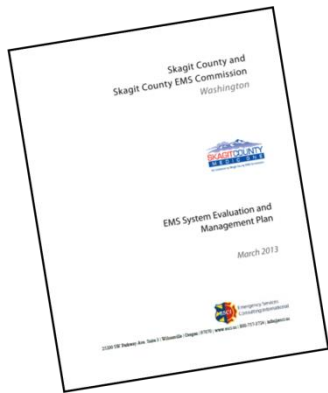 Skagit County and
Skagit County EMS Commission
Washington
SKAGIT COUNTY
MEDIC ONE
EMS System Evaluation and
Management Plan
March 2013
Emergency Services
Consulting International